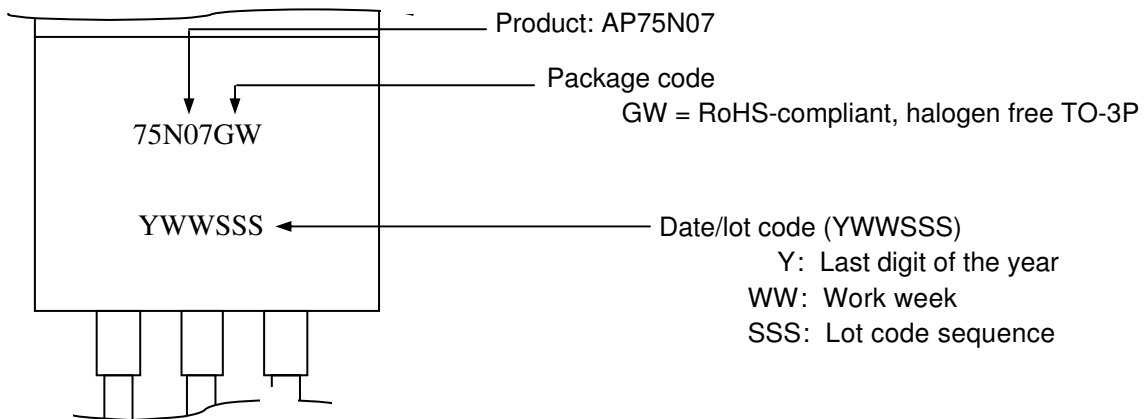 Product: AP75N07
Package code
GW = RoHS-compliant, halogen free TO-3P
75N07GW
YWWSSS
Date/lot code (YWWSSS)
Y: Last digit of the year
WW: Work week
SSS: Lot code sequence